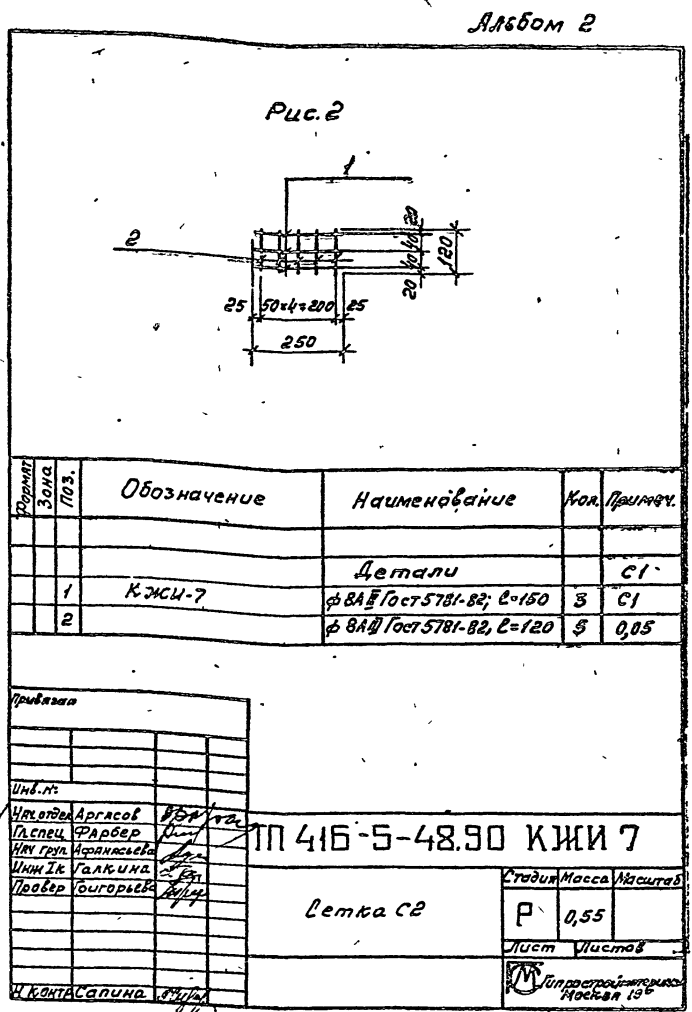 Альбом 2
Рис. 2
1
2
20
40
40
20
120
25 50×4=200 25
250
Формат Зона Поз. Обозначение Наименование Кол. Примеч.
Детали С1
1 КЖИ-7 ф 8АIII Гост 5781-82; ℓ=150 3 С1
2 ф 8АIII Гост 5781-82, ℓ=120 5 0,05
Привязал
Инв. №
Нач. отдел Аргасов
Гл. спец Фарбер
Нач груп Афанасьева
Инж Iк Галкина
Провер Григорьева
Н. контр Сапина
ТП 416-5-48.90 КЖИ 7
Сетка С2
Стадия Масса Масштаб
Р 0,55
Лист Листов
Москва 19